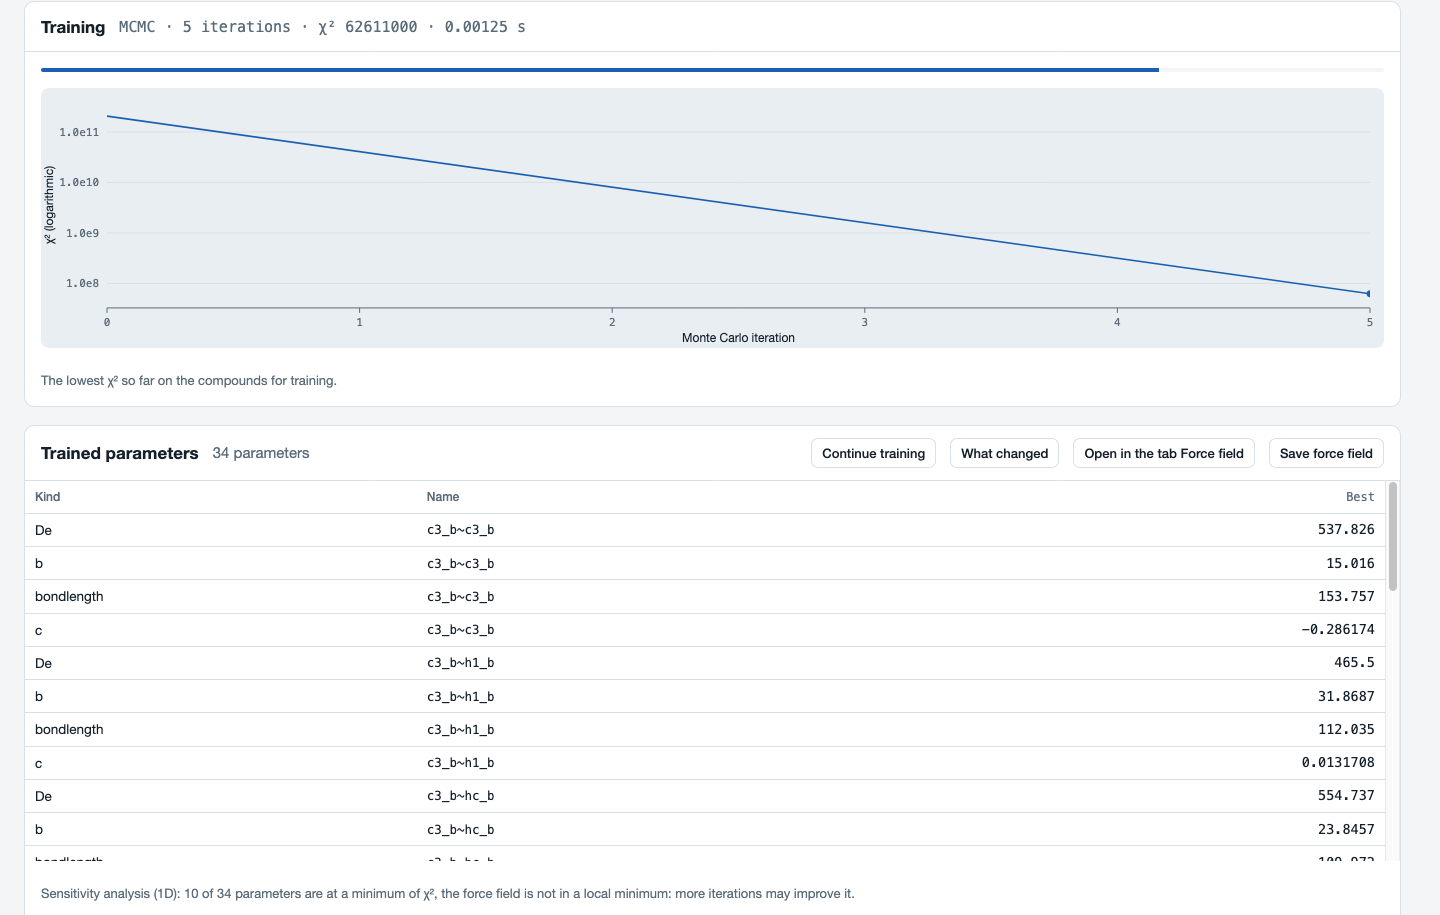 Training MCMC · 5 iterations · χ² 62611000 · 0.00125 s
1.0e11
1.0e10
1.0e9
1.0e8
χ² (logarithmic)
0 1 2 3 4 5
Monte Carlo iteration
The lowest χ² so far on the compounds for training.
Trained parameters 34 parameters Continue training What changed Open in the tab Force field Save force field
Kind Name Best
De c3_b~c3_b 537.826
b c3_b~c3_b 15.016
bondlength c3_b~c3_b 153.757
c c3_b~c3_b −0.286174
De c3_b~h1_b 465.5
b c3_b~h1_b 31.8687
bondlength c3_b~h1_b 112.035
c c3_b~h1_b 0.0131708
De c3_b~hc_b 554.737
b c3_b~hc_b 23.8457
Sensitivity analysis (1D): 10 of 34 parameters are at a minimum of χ², the force field is not in a local minimum: more iterations may improve it.